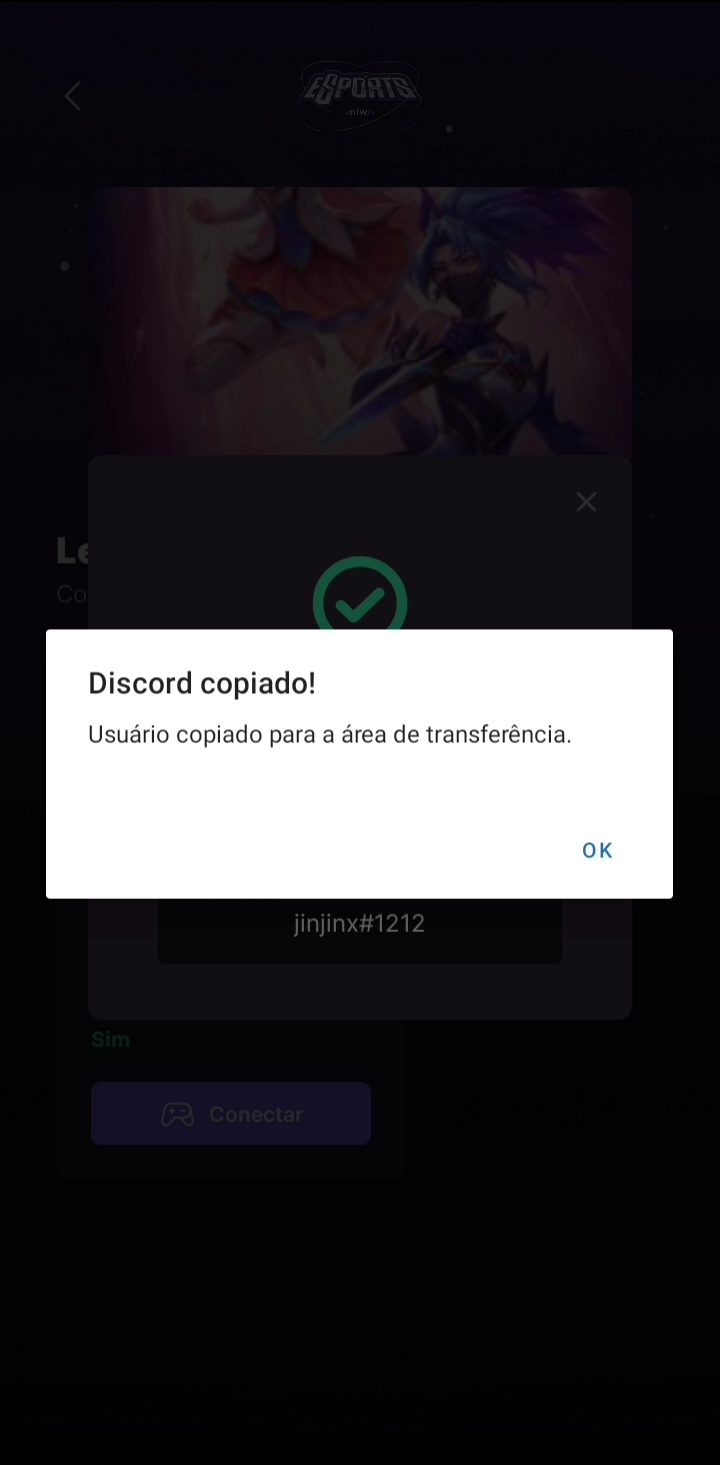 ESPORTS
<nlw/>
Le
Co
Discord copiado!
Usuário copiado para a área de transferência.
OK
jinjinx#1212
Sim
Conectar